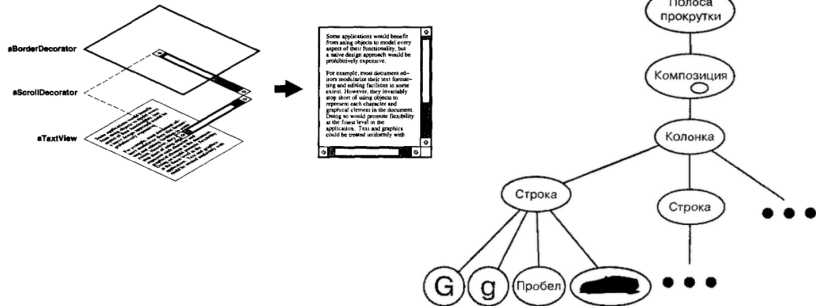 aBorderDecorator
aScrollDecorator
aTextView
Some applications would benefit
from using objects to model every
aspect of their functionality, but
a naive design approach would be
prohibitively expensive.
For example, most document edi-
tors modularize their text format-
ting and editing facilities to some
extent. However, they invariably
stop short of using objects to
represent each character and
graphical element in the document.
Doing so would promote flexibility
at the finest level in the
application. Text and graphics
could be treated uniformly with
Полоса
прокрутки
Композиция
Колонка
Строка
Строка
G
g
Пробел